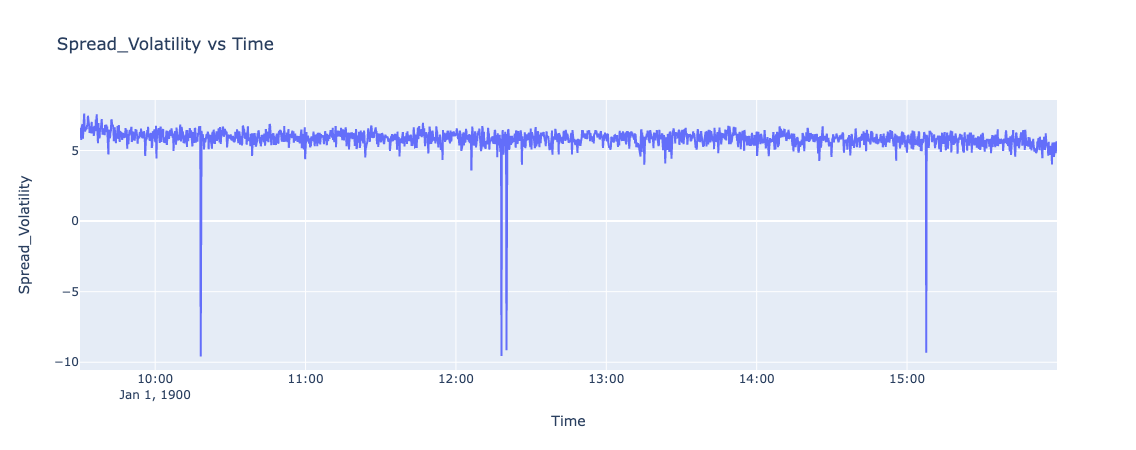 Spread_Volatility vs Time
Spread_Volatility
5
0
−5
−10
10:00
Jan 1, 1900
11:00
12:00
13:00
14:00
15:00
Time